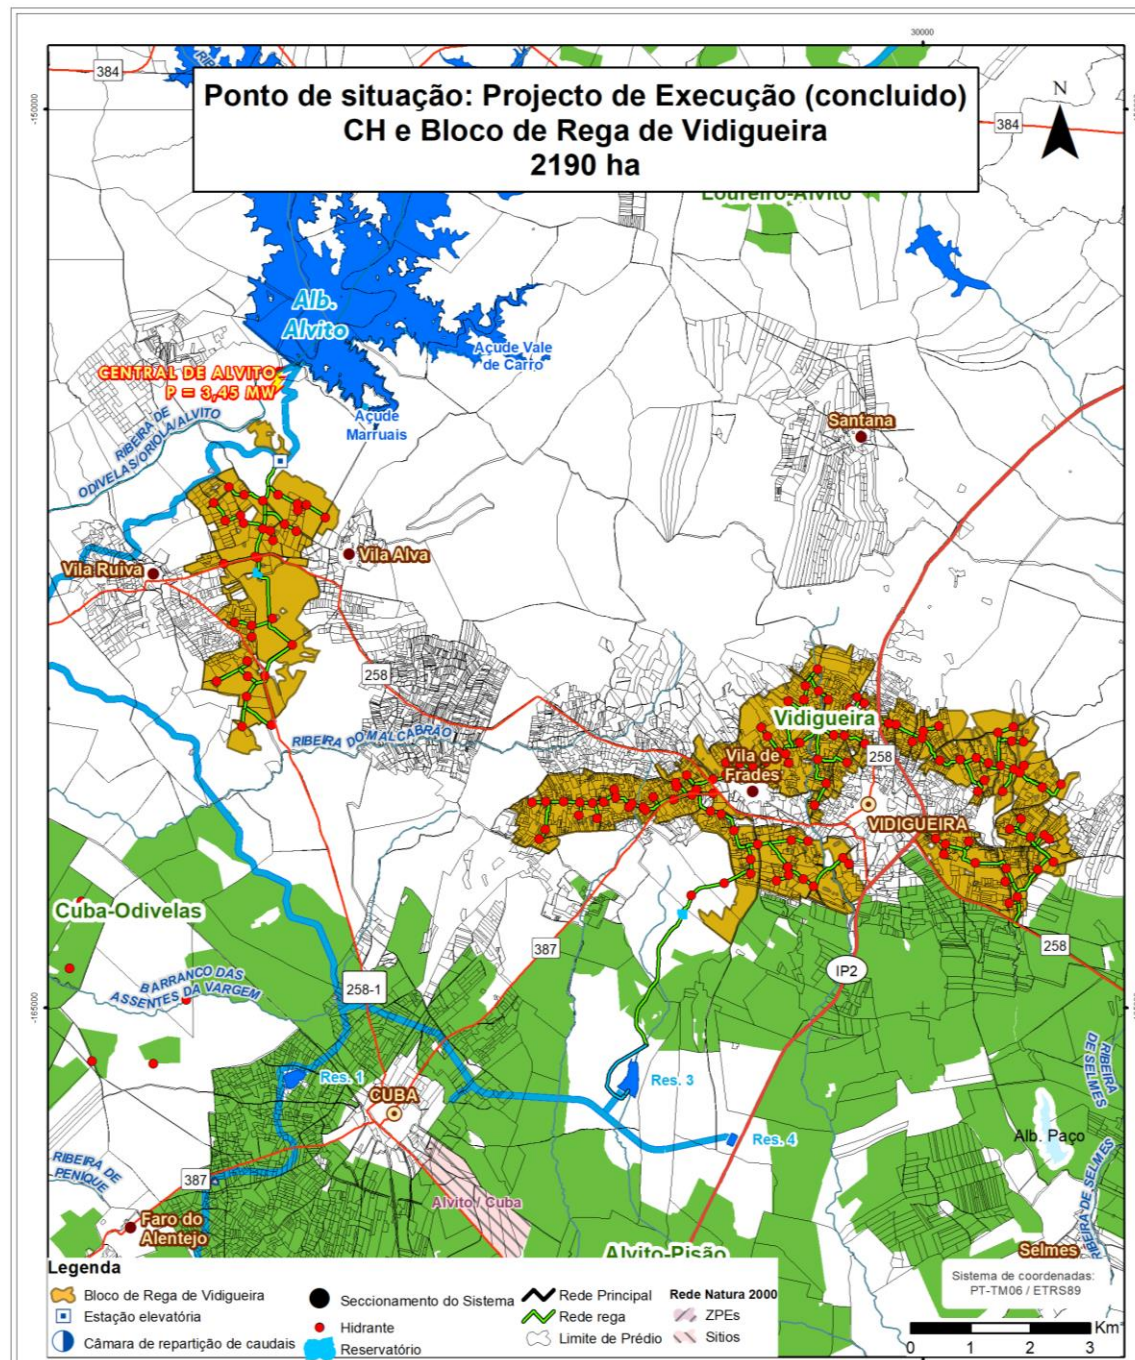 30000
384
-150000
Ponto de situação: Projecto de Execução (concluido)
CH e Bloco de Rega de Vidigueira
2190 ha
384
N
Loureiro-Alvito
Alb.
Alvito
Açude Vale
de Carro
CENTRAL DE ALVITO
P = 3,45 MW
RIBEIRA DE
ODIVELAS/ORIOLA/ALVITO
Açude
Marruais
Santana
Vila Alva
Vila Ruiva
258
RIBEIRA DO MALCABRAO
Vidigueira
Vila de
Frades
258
VIDIGUEIRA
Cuba-Odivelas
387
258
IP2
BARRANCO DAS
ASSENTES DA VARGEM
258-1
-165000
Res. 1
CUBA
Res. 3
RIBEIRA
DE SELMES
Res. 4
Alb. Paço
RIBEIRA DE
PENIQUE
387
Alvito / Cuba
RIBEIRA DE SELMES
Faro do
Alentejo
Alvito-Pisão
Selmes
Legenda
Bloco de Rega de Vidigueira
Estação elevatória
Câmara de repartição de caudais
Seccionamento do Sistema
Hidrante
Reservatório
Rede Principal
Rede rega
Limite de Prédio
Rede Natura 2000
ZPEs
Sitios
Sistema de coordenadas:
PT-TM06 / ETRS89
Km
0 1 2 3